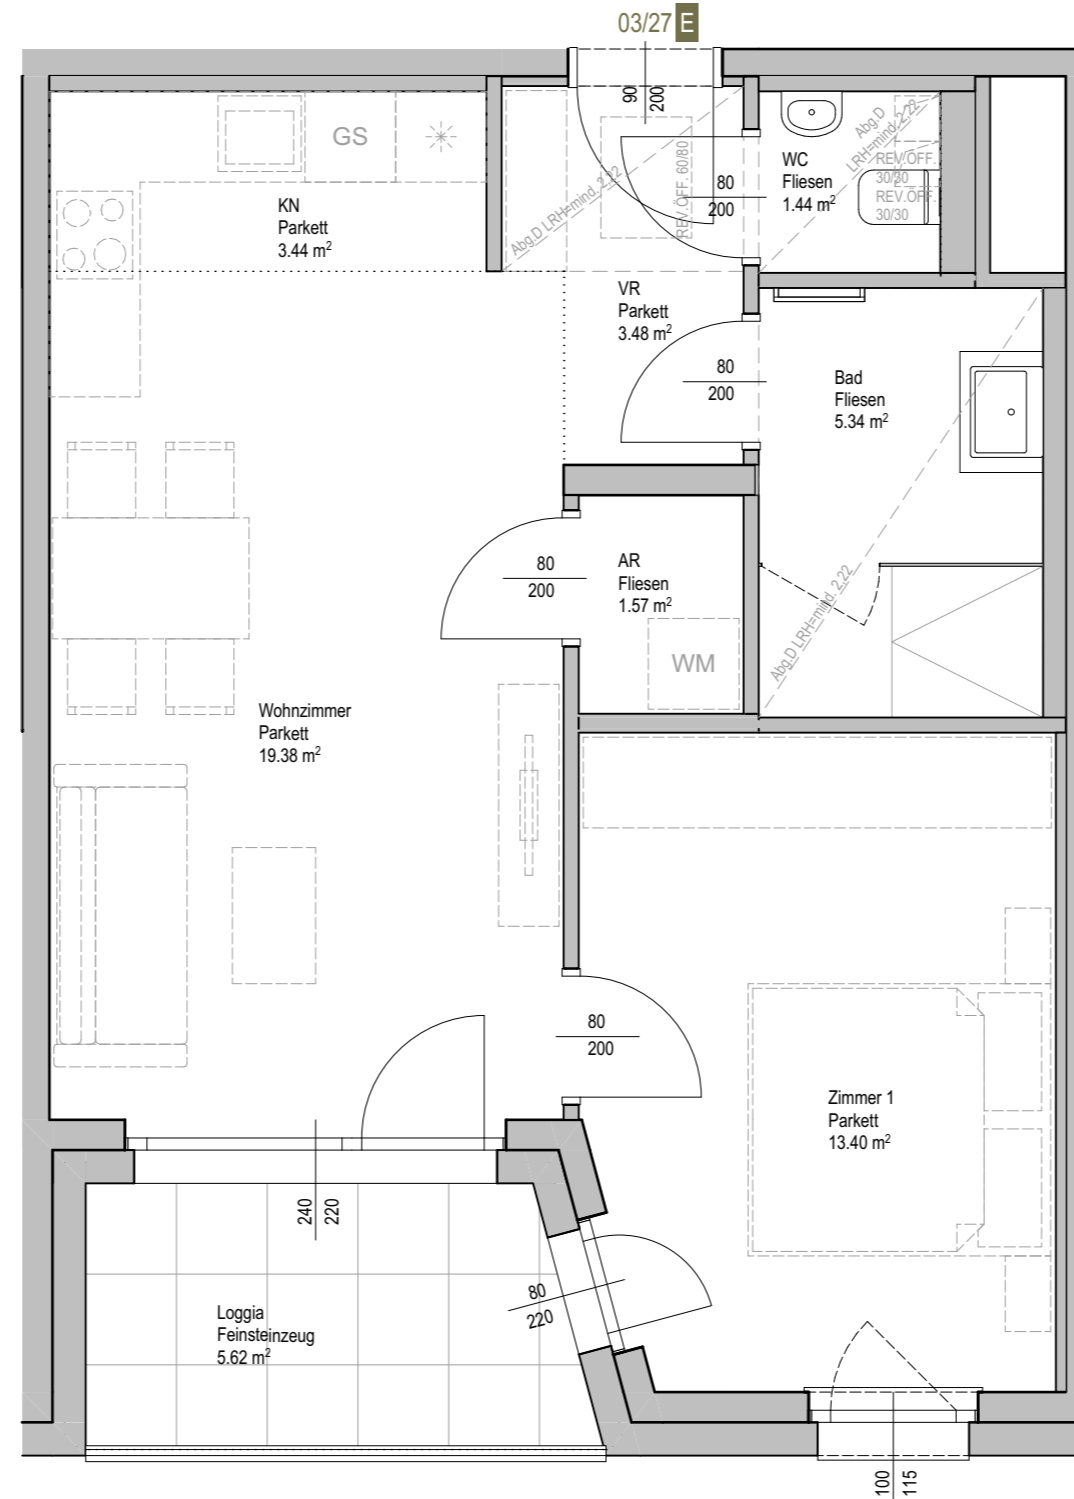 03/27 E
90
200
GS
KN
Parkett
3.44 m²
Abg.D LRH=mind. 2,22
REV.ÖFF. 60/80
80
200
WC
Fliesen
1.44 m²
Abg.D
LRH=mind. 2,22
REV.ÖFF.
30/30
REV.ÖFF.
30/30
VR
Parkett
3.48 m²
80
200
Bad
Fliesen
5.34 m²
80
200
AR
Fliesen
1.57 m²
WM
Abg.D LRH=mind. 2,22
Wohnzimmer
Parkett
19.38 m²
80
200
Zimmer 1
Parkett
13.40 m²
240
220
80
220
Loggia
Feinsteinzeug
5.62 m²
100
115